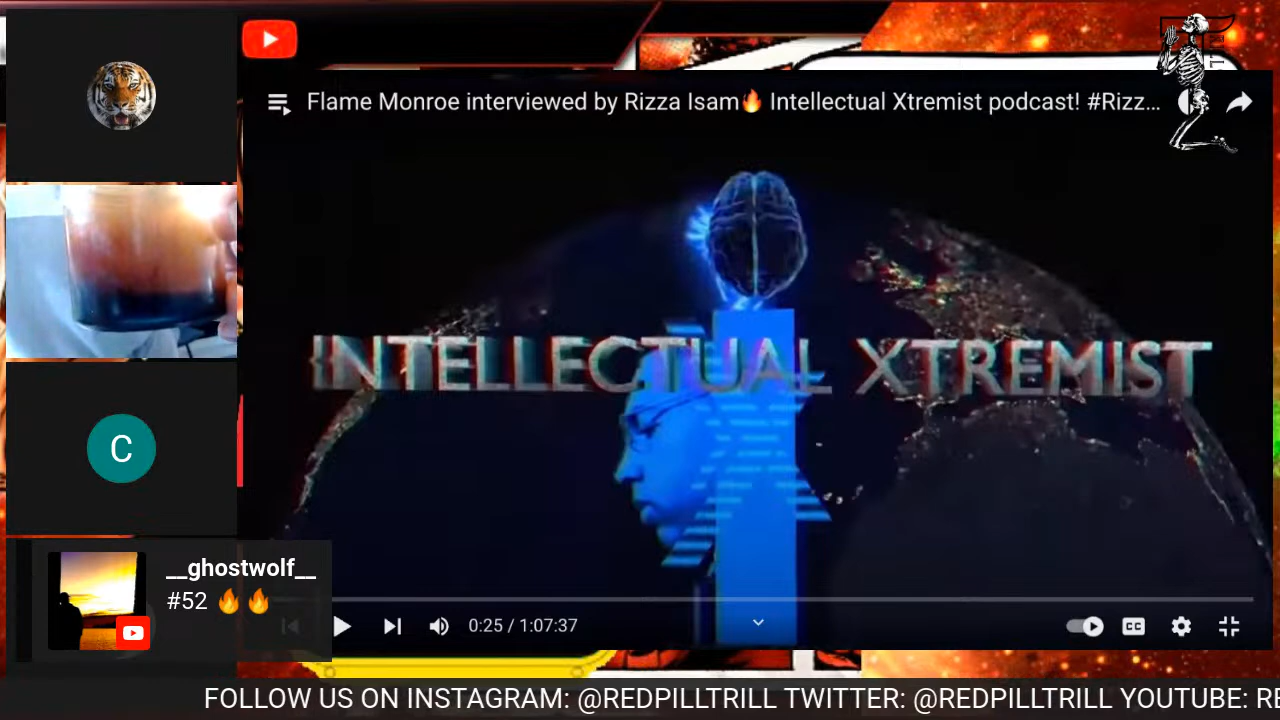 Flame Monroe interviewed by Rizza Isam🔥 Intellectual Xtremist podcast! #Rizz...
INTELLECTUAL XTREMIST
C
__ghostwolf__
#52 🔥🔥
0:25 / 1:07:37
CC
FOLLOW US ON INSTAGRAM: @REDPILLTRILL TWITTER: @REDPILLTRILL YOUTUBE: RE